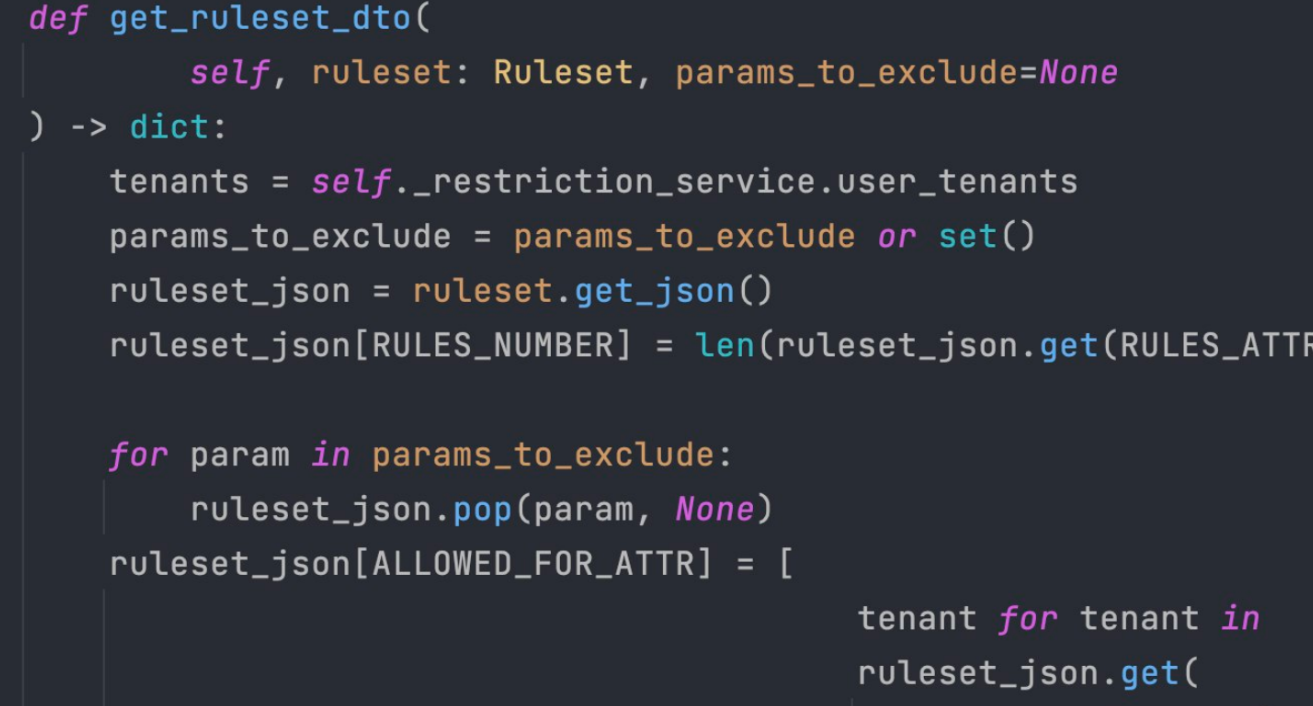 def get_ruleset_dto(
        self, ruleset: Ruleset, params_to_exclude=None
) -> dict:
    tenants = self._restriction_service.user_tenants
    params_to_exclude = params_to_exclude or set()
    ruleset_json = ruleset.get_json()
    ruleset_json[RULES_NUMBER] = len(ruleset_json.get(RULES_ATTR
    for param in params_to_exclude:
        ruleset_json.pop(param, None)
    ruleset_json[ALLOWED_FOR_ATTR] = [
                                         tenant for tenant in
                                         ruleset_json.get(